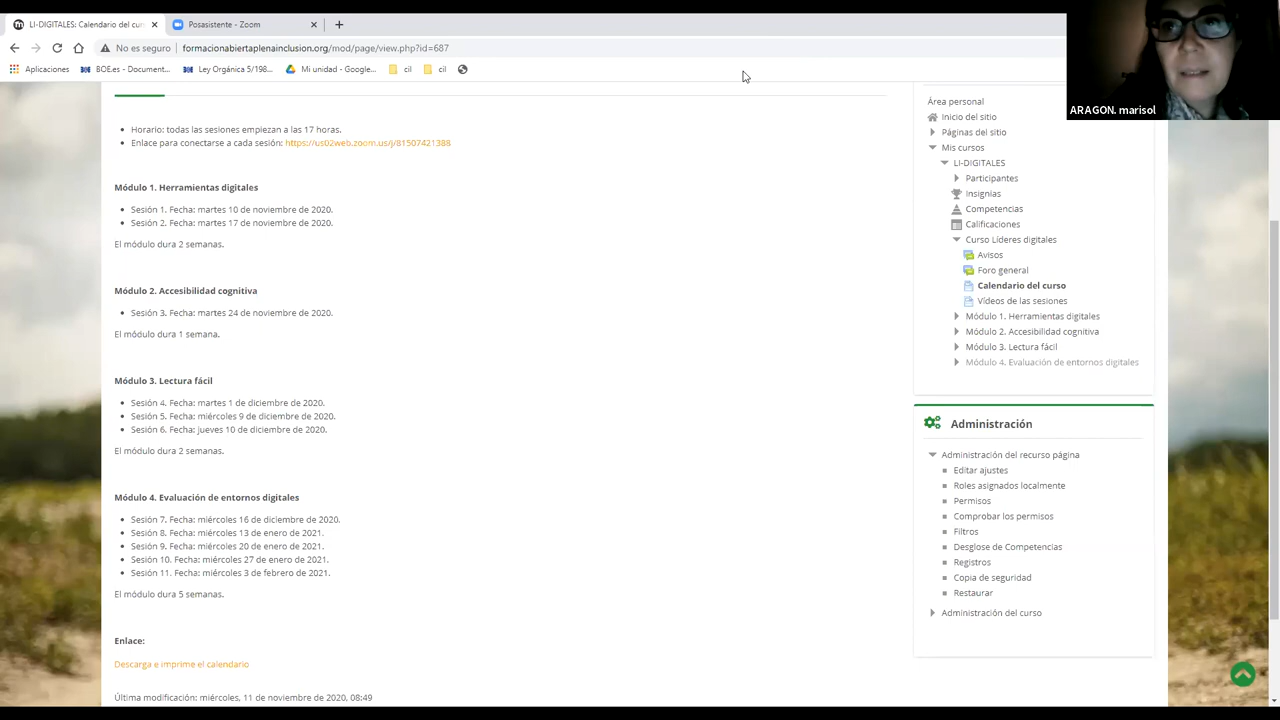 LI-DIGITALES: Calendario del cur
Posasistente - Zoom
No es seguro
formacionabiertaplenainclusion.org/mod/page/view.php?id=687
Aplicaciones
BOE.es - Document...
Ley Orgánica 5/198...
Mi unidad - Google...
cil
cil
ARAGON. marisol
Horario: todas las sesiones empiezan a las 17 horas.
Enlace para conectarse a cada sesión: https://us02web.zoom.us/j/81507421388
Módulo 1. Herramientas digitales
Sesión 1. Fecha: martes 10 de noviembre de 2020.
Sesión 2. Fecha: martes 17 de noviembre de 2020.
El módulo dura 2 semanas.
Módulo 2. Accesibilidad cognitiva
Sesión 3. Fecha: martes 24 de noviembre de 2020.
El módulo dura 1 semana.
Módulo 3. Lectura fácil
Sesión 4. Fecha: martes 1 de diciembre de 2020.
Sesión 5. Fecha: miércoles 9 de diciembre de 2020.
Sesión 6. Fecha: jueves 10 de diciembre de 2020.
El módulo dura 2 semanas.
Módulo 4. Evaluación de entornos digitales
Sesión 7. Fecha: miércoles 16 de diciembre de 2020.
Sesión 8. Fecha: miércoles 13 de enero de 2021.
Sesión 9. Fecha: miércoles 20 de enero de 2021.
Sesión 10. Fecha: miércoles 27 de enero de 2021.
Sesión 11. Fecha: miércoles 3 de febrero de 2021.
El módulo dura 5 semanas.
Enlace:
Descarga e imprime el calendario
Última modificación: miércoles, 11 de noviembre de 2020, 08:49
Área personal
Inicio del sitio
Páginas del sitio
Mis cursos
LI-DIGITALES
Participantes
Insignias
Competencias
Calificaciones
Curso Líderes digitales
Avisos
Foro general
Calendario del curso
Vídeos de las sesiones
Módulo 1. Herramientas digitales
Módulo 2. Accesibilidad cognitiva
Módulo 3. Lectura fácil
Módulo 4. Evaluación de entornos digitales
Administración
Administración del recurso página
Editar ajustes
Roles asignados localmente
Permisos
Comprobar los permisos
Filtros
Desglose de Competencias
Registros
Copia de seguridad
Restaurar
Administración del curso